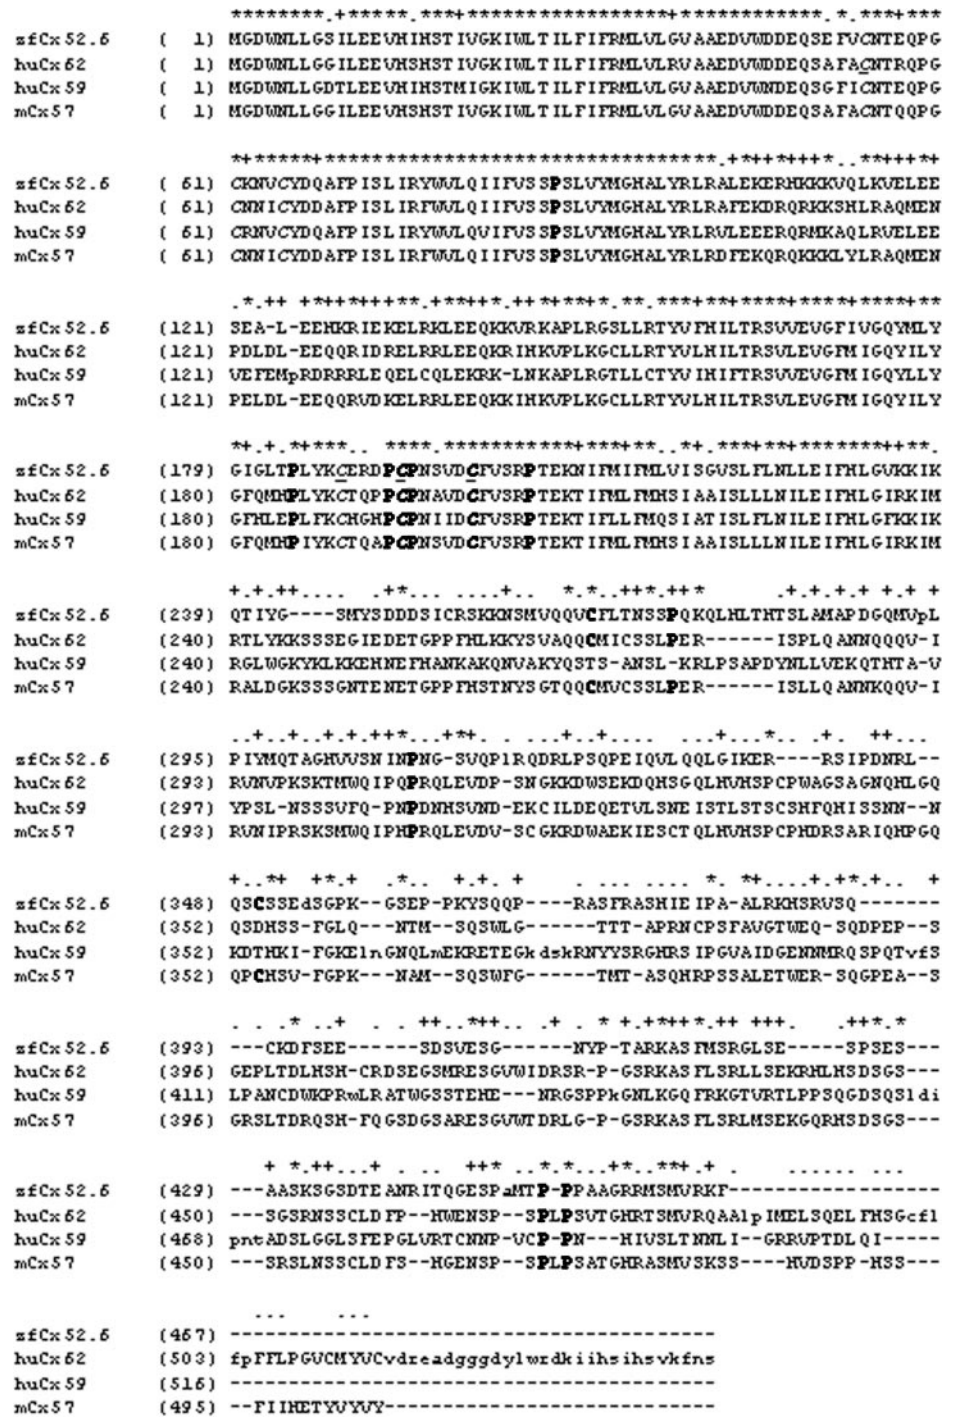 ********.+*****.***+*****************+************.*.***+***
zfCx52.6 ( 1) MGDWNLLGSILEEVHIHSTIVGKIWLTILFIFRMLVLGVAAEDVWDDEQSEFVCNTEQPG
huCx62 ( 1) MGDWNLLGGILEEVHSHSTIVGKIWLTILFIFRMLVLRVAAEDVWDDEQSAFACNTRQPG
huCx59 ( 1) MGDWNLLGDTLEEVHIHSTMIGKIWLTILFIFRMLVLGVAAEDVWNDEQSGFICNTEQPG
mCx57 ( 1) MGDWNLLGGILEEVHSHSTIVGKIWLTILFIFRMLVLGVAAEDVWDDEQSAFACNTQQPG
*+*****+**********************************.+**++++*..**+++*+
zfCx52.6 ( 61) CKNVCYDQAFPISLIRYWVLQIIFVSSPSLVYMGHALYRLRALEKERHKKKVQLKVELEE
huCx62 ( 61) CNNICYDDAFPISLIRFWVLQIIFVSSPSLVYMGHALYRLRAFEKDRQRKKSHLRAQMEN
huCx59 ( 61) CRNVCYDQAFPISLIRYWVLQVIFVSSPSLVYMGHALYRLRVLEEERQRMKAQLRVELEE
mCx57 ( 61) CNNICYDDAFPISLIRFWVLQIIFVSSPSLVYMGHALYRLRDFEKQRQKKKLYLRAQMEN
.*.++ +**++*+++**.+**++*.++*+***+*.**.***+****+*****+****+**
zfCx52.6 (121) SEA-L-EEHKRIEKELRKLEEQKKVRKAPLRGSLLRTYVFHILTRSVVEVGFIVGQYMLY
huCx62 (121) PDLDL-EEQQRIDRELRRLEEQKRIHKVPLKGCLLRTYVLHILTRSVLEVGFMIGQYILY
huCx59 (121) VEFEMpRDRRRLEQELCQLEKRK-LNKAPLRGTLLCTYVIHIFTRSVVEVGFMIGQYLLY
mCx57 (121) PELDL-EEQQRVDKELRRLEEQKKIHKVPLKGCLLRTYVLHILTRSVLEVGFMIGQYILY
*+.+.*+***.. ****.***********+****+**.*+.***+***********++**.
zfCx52.6 (179) GIGLTPLYKCERDPCPNSVDCFVSRPTEKNIFMIFMLVISGVSLFLNLLEIFHLGVKKIK
huCx62 (180) GFQMHPLYKCTQPPCPNAVDCFVSRPTEKTIFMLFMHSIAAISLLLNILEIFHLGIRKIM
huCx59 (180) GFHLEPLFKCHGHPCPNIIDCFVSRPTEKTIFLLFMQSIATISLFLNILEIFHLGFKKIK
mCx57 (180) GFQMHPIYKCTQAPCPNSVDCFVSRPTEKTIFMLFMHSIAAISLLLNILEIFHLGIRKIM
+.+.++.... .++. . . . ....+.. *.*.++**++* .+.+...+.+.+ +
zfCx52.6 (239) QTIYG----SMYSDDDSICRSKKNSMVQQVCFLTNSSPQKQLHLTHTSLAMAPDGQMVpL
huCx62 (240) RTLYKKSSSEGIEDETGPPFHLKKYSVAQQCMICSSLPER------ISPLQANNQQQV-I
huCx59 (240) RGLWGKYKLKKEHNEFHANKAKQNVAKYQSTS-ANSL-KRLPSAPDYNLLVEKQTHTA-V
mCx57 (240) RALDGKSSSGNTENETGPPFHSTNYSGTQQCMVCSSLPER------ISLLQANNKQQV-I
..+..+..+.++*...+*+. . . ..+..+.... ...+... *.. .+. ++..
zfCx52.6 (295) PIYMQTAGHVVSNINPNG-SVQPlRQDRLPSQPEIQVLQQLGIKER----RSIPDNRL--
huCx62 (293) RVNVPKSKTMWQIPQPRQLEVDP-SNGKKDWSEKDQHSGQLHVHSPCPWAGSAGNQHLGQ
huCx59 (297) YPSL-NSSSVFQ-PNPDNHSVND-EKCILDEQETVLSNEISTLSTSCSHFQHISSNN--N
mCx57 (293) RVNIPRSKSMWQIPHPRQLEVDV-SCGKRDWAEKIESCTQLHVHSPCPHDRSARIQHPGQ
+..*+ +*.+ .*.. +.+. + . ... .... *. *+....+.+*.+.. +
zfCx52.6 (348) QSCSSEdSGPK--GSEP-PKYSQQP----RASFRASHIEIPA-ALRKHSRVSQ-------
huCx62 (352) QSDHSS-FGLQ--NTM--SQSWLG-----TTT-APRNCPSFAVGTWEQ-SQDPEP--S
huCx59 (352) KDTHKI-FGKElnGNQLmEKRETEGkdskRNYYSRGHRSIPGVAIDGENNMRQSPQTvfS
mCx57 (352) QPCHSV-FGPK--NAM--SQSWFG-----TMT-ASQHRPSSALETWER-SQGPEA--S
. . .* ..+ . . ++..*++.. .+ . * +.+**++*.++ +++. .++*.*
zfCx52.6 (393) ---CKDFSEE------SDSVESG------NYP-TARKASFMSRGLSE-----SPSES---
huCx62 (396) GEPLTDLHSH-CRDSEGSMRESGVWIDRSR-P-GSRKASFLSRLLSEKRHLHSDSGS---
huCx59 (411) LPANCDWKPRwLRATWGSSTEHE---NRGSPPkGNLKGQFRKGTVRTLPPSQGDSQSldi
mCx57 (396) GRSLTDRQSH-FQGSDGSARESGVWTDRLG-P-GSRKASFLSRLMSEKGQRHSDSGS---
+ *.++...+ . .. ++* ..*.*...+*..**+.+ . .......
zfCx52.6 (429) ---AASKSGSDTEANRITQGESPaMTP-PPAAGRRMSMVRKF------------------
huCx62 (450) ---SGSRNSSCLDFP--HWENSP--SPLPSVTGHRTSMVRQAAlpIMELSQELFHSGcfl
huCx59 (468) pntADSLGGLSFEPGLVRTCNNP-VCP-PN---HIVSLTNNLI--GRRVPTDLQI-----
mCx57 (450) ---SRSLNSSCLDFS--HGENSP--SPLPSATGHRASMVSKSS----HVDSPP-HSS---
... ...
zfCx52.6 (467) -----------------------------------------
huCx62 (503) fpFFLPGVCMYVCvdreadgggdylwrdkiihsihsvkfns
huCx59 (516) -----------------------------------------
mCx57 (495) --FIIHETYVYVY----------------------------